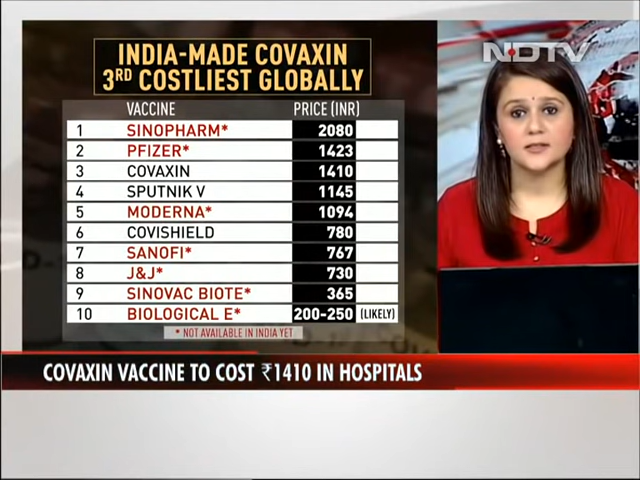 INDIA-MADE COVAXIN
3RD COSTLIEST GLOBALLY
NDTV
VACCINE PRICE (INR)
1 SINOPHARM* 2080
2 PFIZER* 1423
3 COVAXIN 1410
4 SPUTNIK V 1145
5 MODERNA* 1094
6 COVISHIELD 780
7 SANOFI* 767
8 J&J* 730
9 SINOVAC BIOTE* 365
10 BIOLOGICAL E* 200-250 (LIKELY)
* NOT AVAILABLE IN INDIA YET
COVAXIN VACCINE TO COST ₹1410 IN HOSPITALS